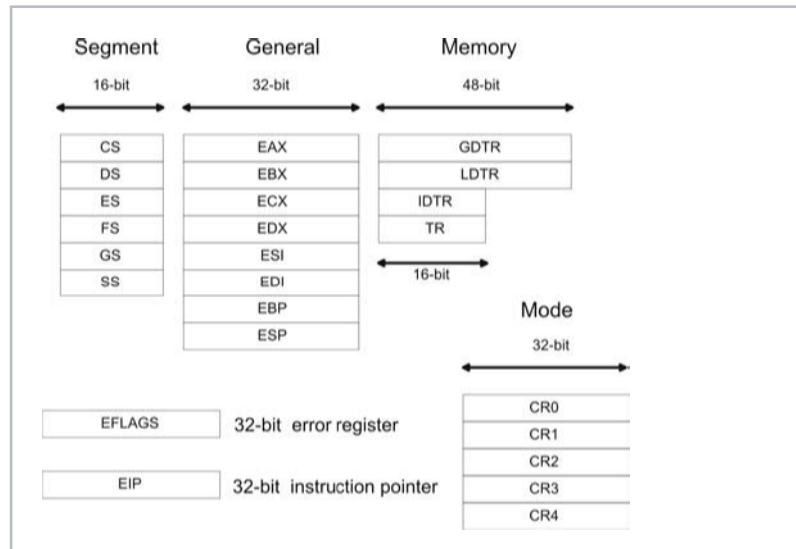 Segment General Memory
16-bit 32-bit 48-bit
CS EAX GDTR
DS EBX LDTR
ES ECX IDTR
FS EDX TR
GS ESI
SS EDI 16-bit
EBP
ESP
Mode
32-bit
CR0
EFLAGS 32-bit error register
CR1
CR2
EIP 32-bit instruction pointer
CR3
CR4